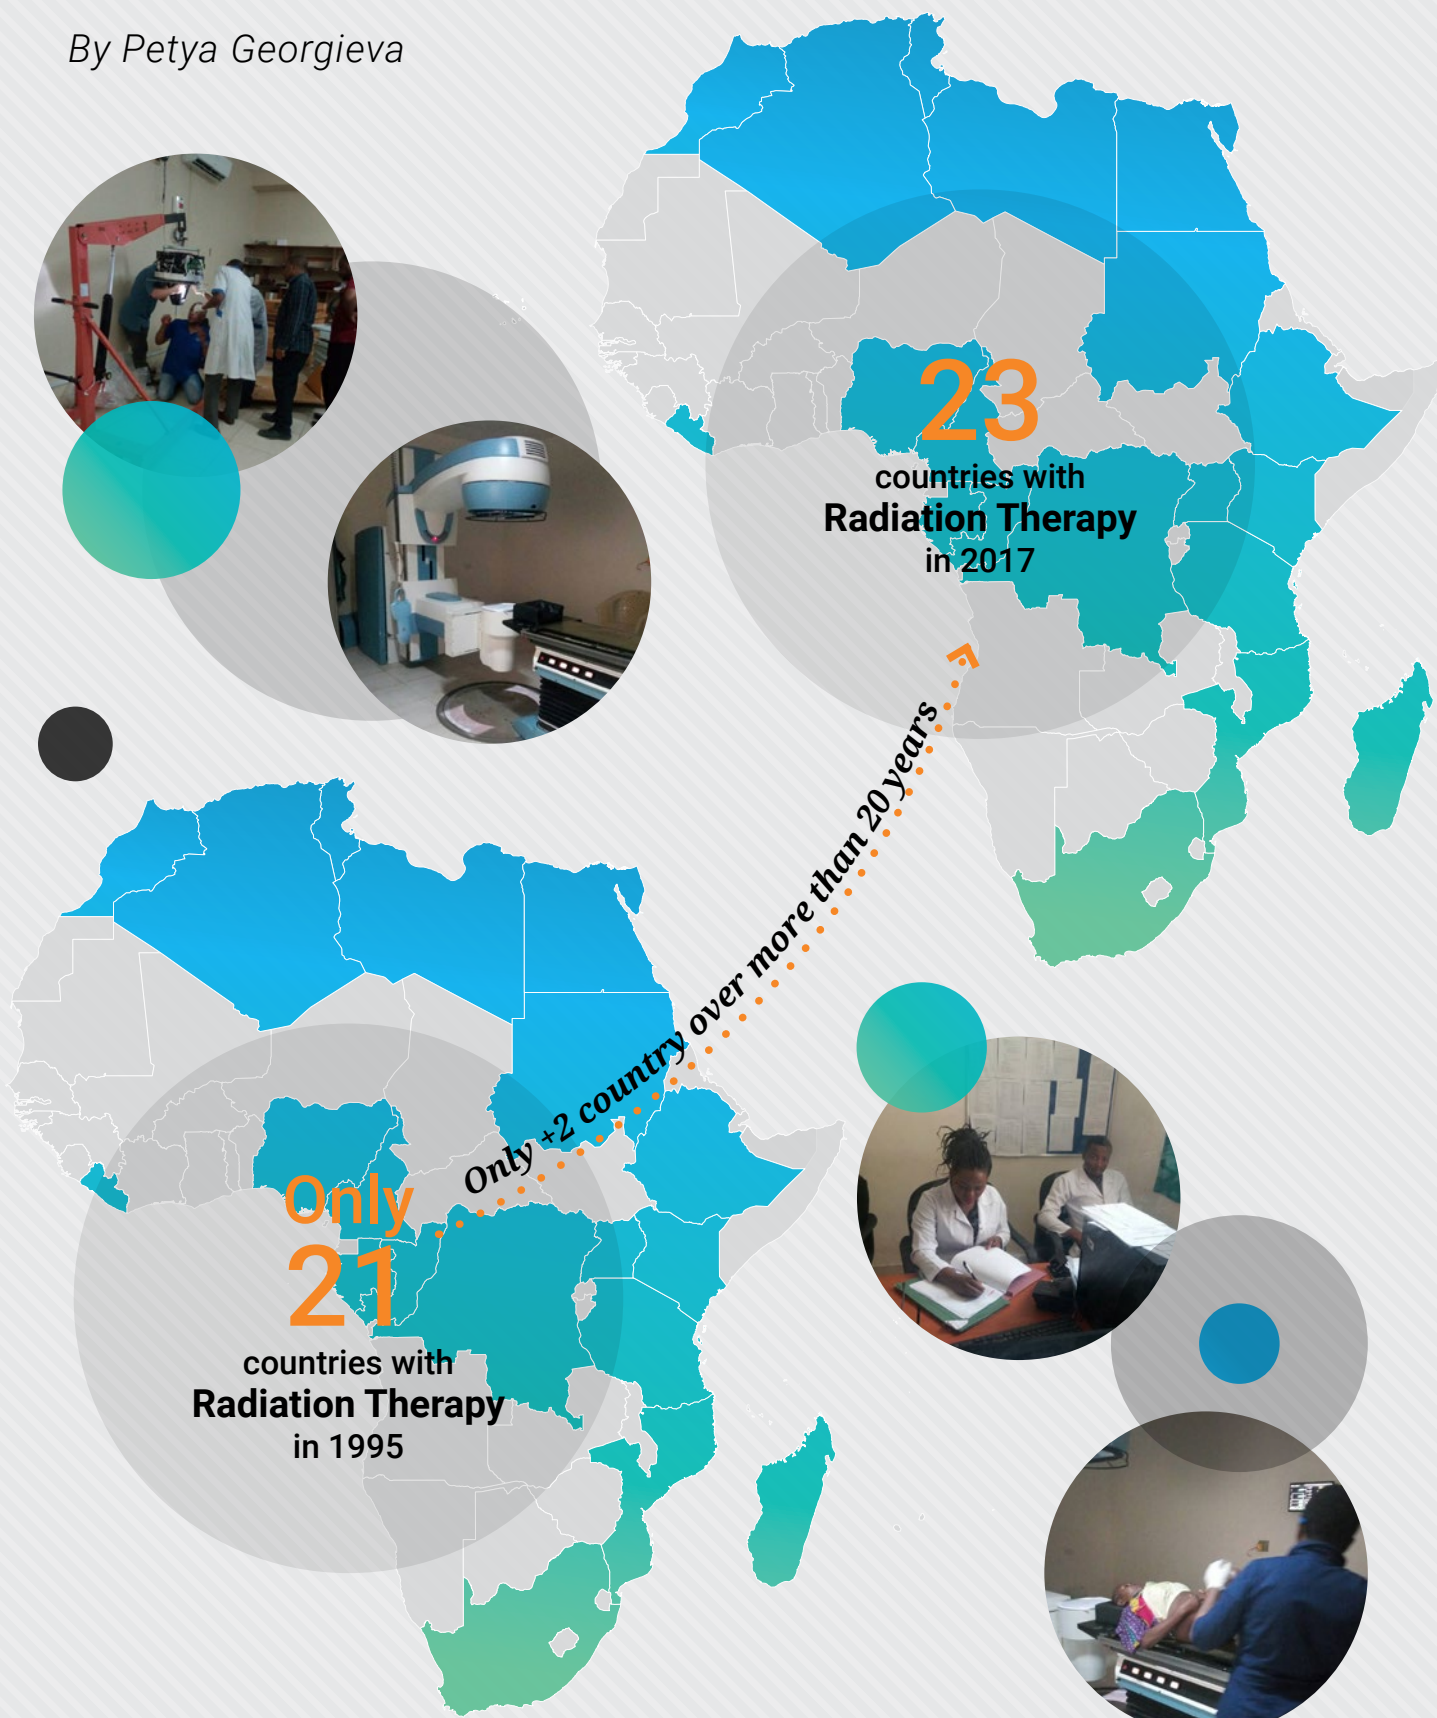 By Petya Georgieva
23
countries with
Radiation Therapy
in 2017
Only +2 country over more than 20 years
Only
21
countries with
Radiation Therapy
in 1995